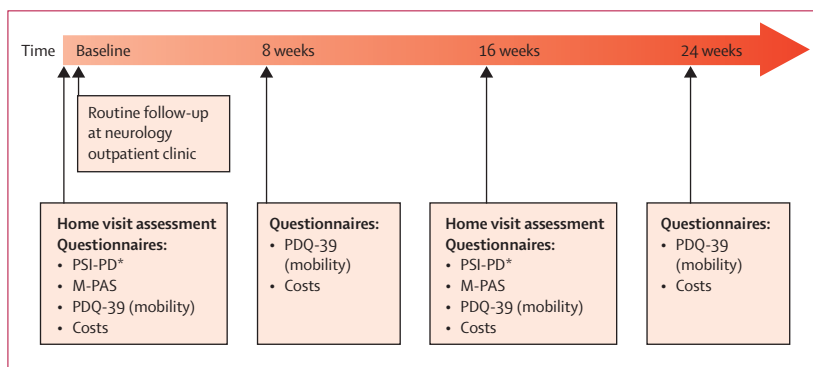 Time Baseline 8 weeks 16 weeks 24 weeks
Routine follow-up
at neurology
outpatient clinic
Home visit assessment
Questionnaires:
• PSI-PD*
• M-PAS
• PDQ-39 (mobility)
• Costs
Questionnaires:
• PDQ-39
(mobility)
• Costs
Home visit assessment
Questionnaires:
• PSI-PD*
• M-PAS
• PDQ-39 (mobility)
• Costs
Questionnaires:
• PDQ-39
(mobility)
• Costs